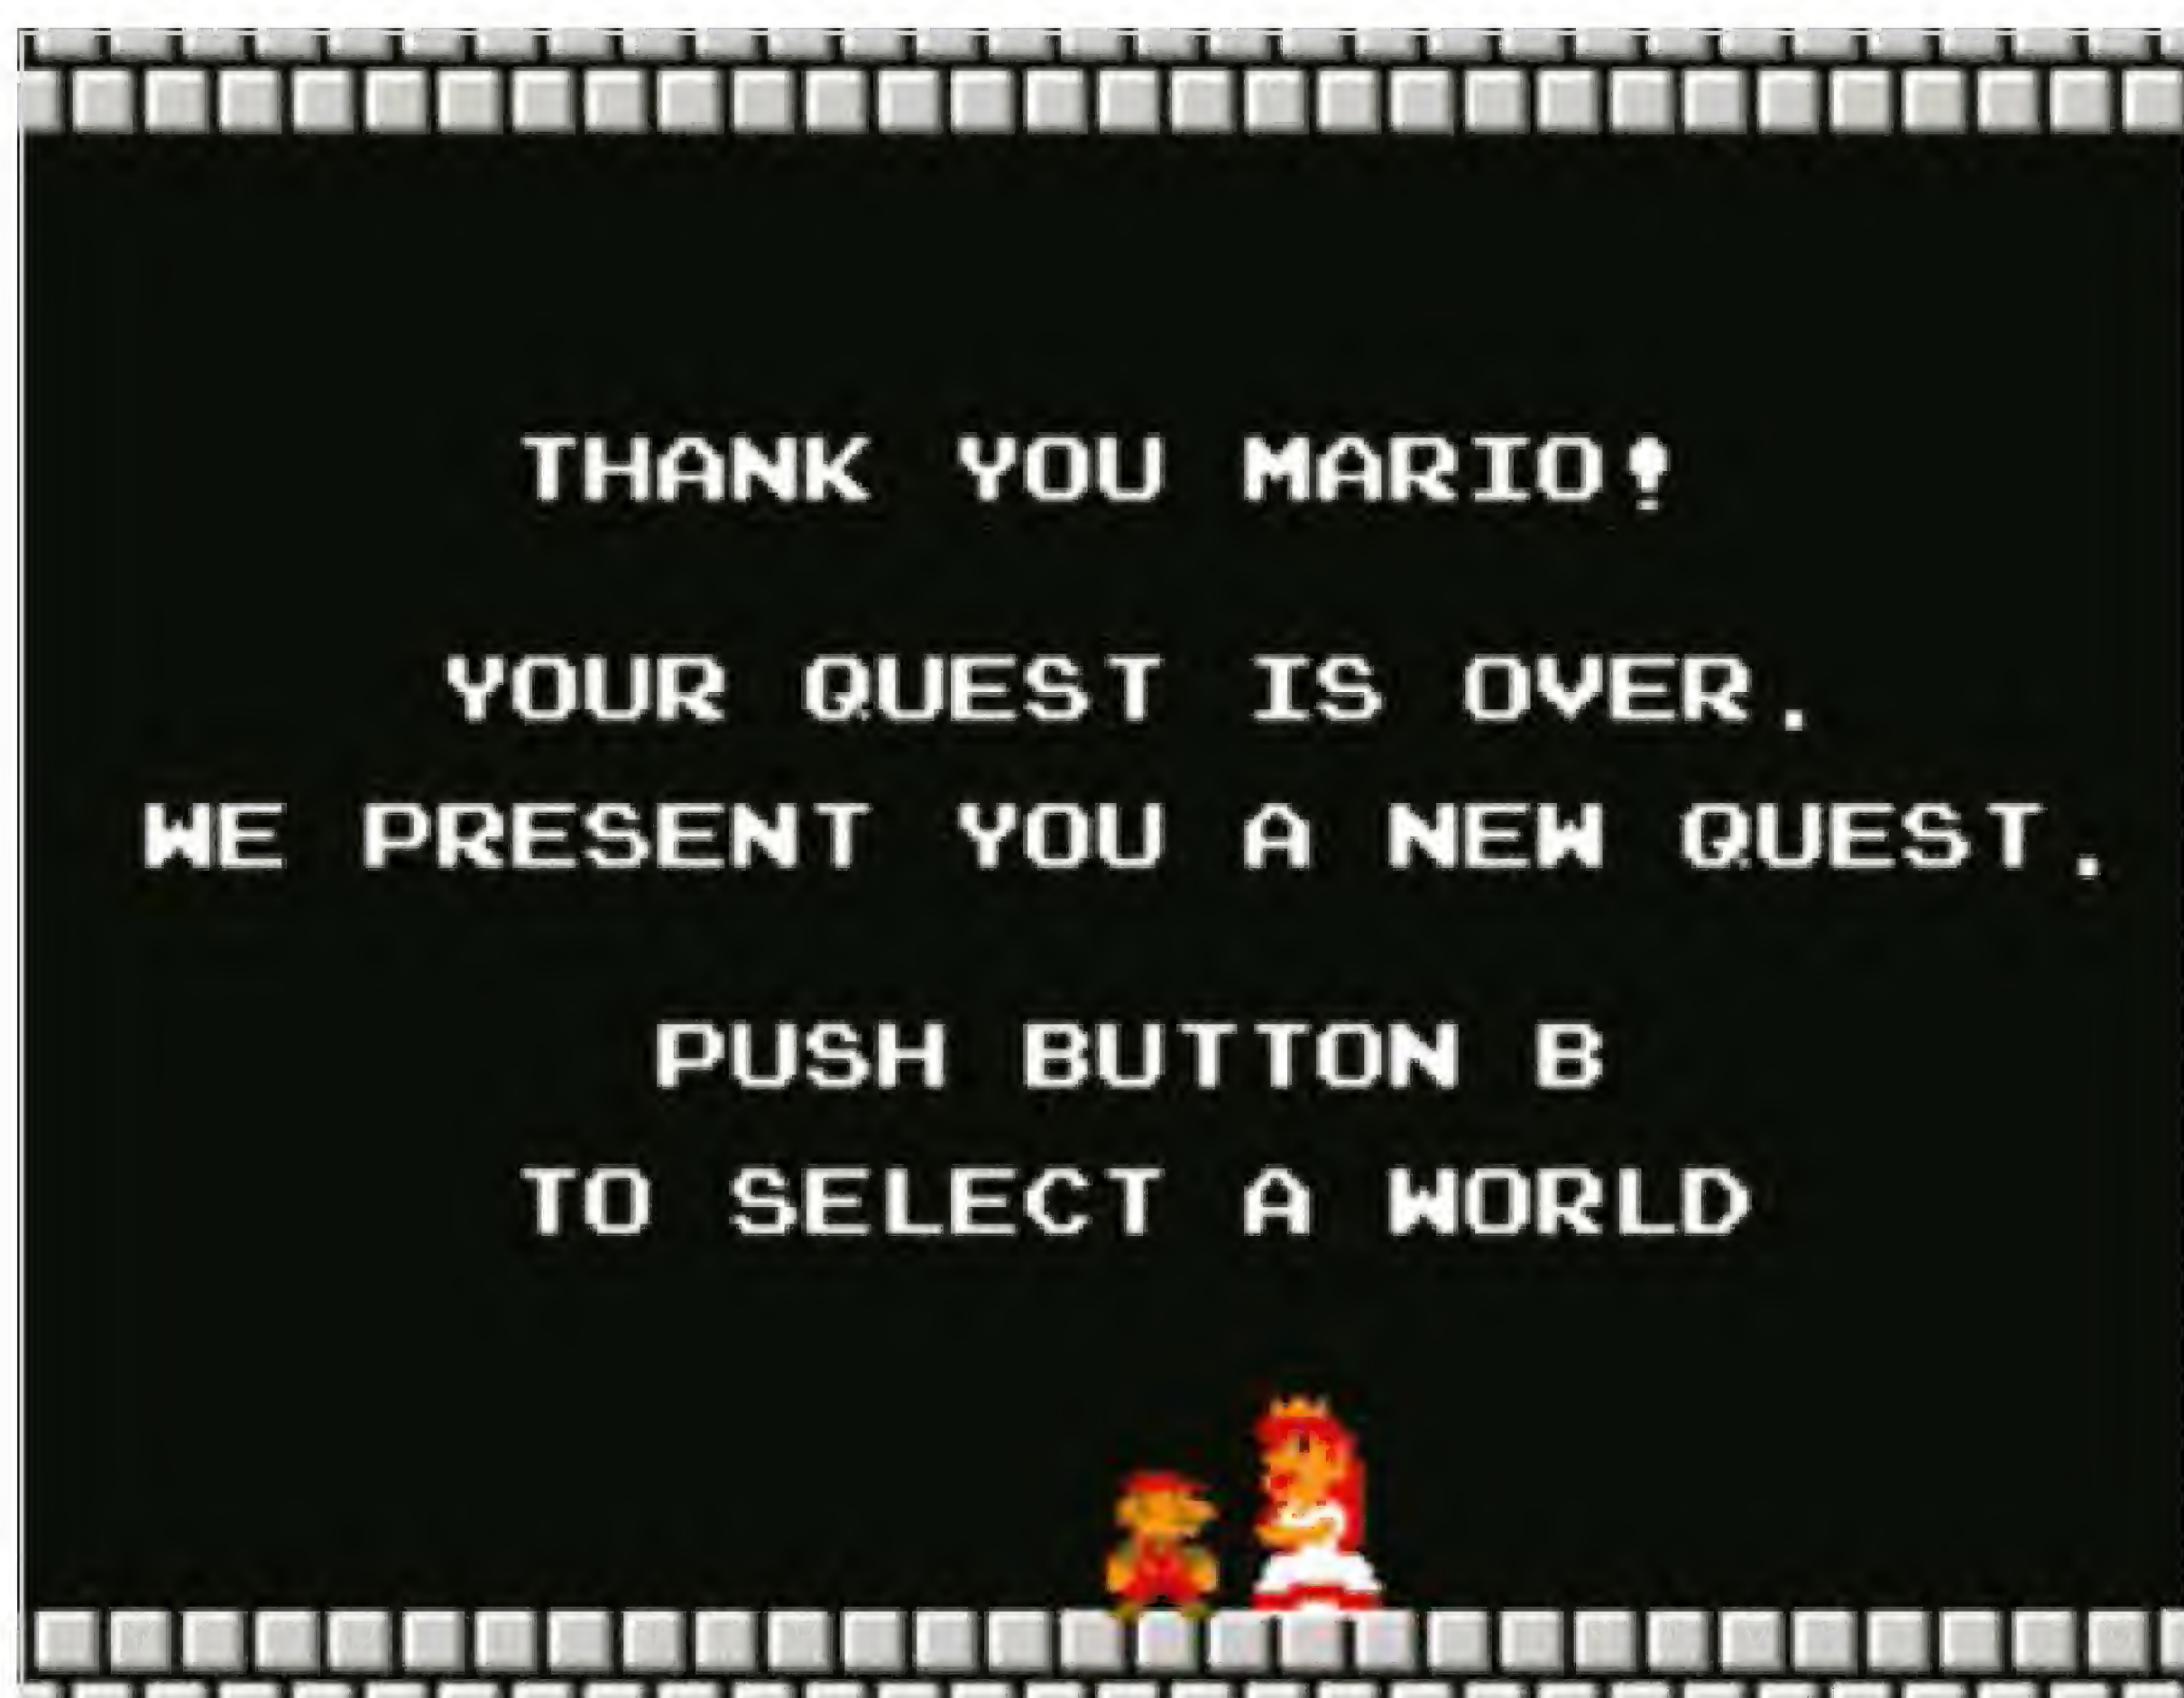 THANK YOU MARIO!
YOUR QUEST IS OVER.
WE PRESENT YOU A NEW QUEST.
PUSH BUTTON B
TO SELECT A WORLD